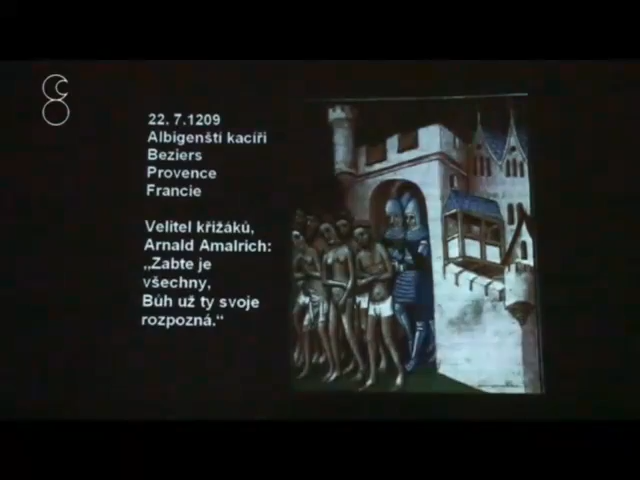 22. 7.1209
Albigenští kacíři
Beziers
Provence
Francie
Velitel křižáků,
Arnald Amalrich:
„Zabte je
všechny,
Bůh už ty svoje
rozpozná.“